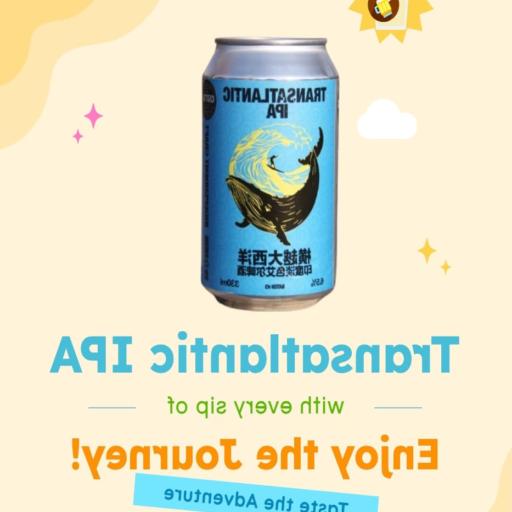 TRANSATLANTIC
IPA
横越大西洋
印度淡色艾尔啤酒
6.5%
330ml
Transatlantic IPA
with every sip of
Enjoy the Journey!
Taste the Adventure